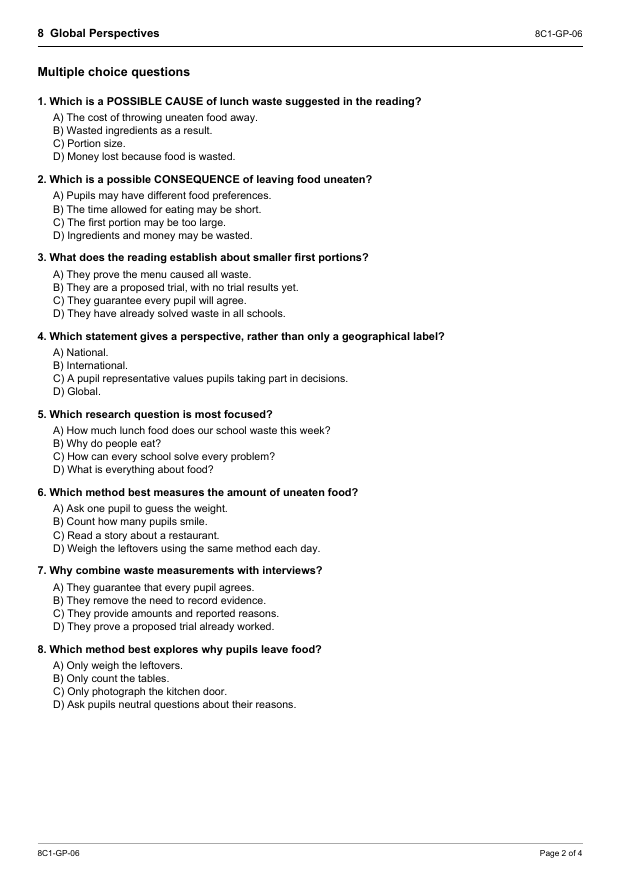 8 Global Perspectives
8C1-GP-06
Multiple choice questions
1. Which is a POSSIBLE CAUSE of lunch waste suggested in the reading?
A) The cost of throwing uneaten food away.
B) Wasted ingredients as a result.
C) Portion size.
D) Money lost because food is wasted.
2. Which is a possible CONSEQUENCE of leaving food uneaten?
A) Pupils may have different food preferences.
B) The time allowed for eating may be short.
C) The first portion may be too large.
D) Ingredients and money may be wasted.
3. What does the reading establish about smaller first portions?
A) They prove the menu caused all waste.
B) They are a proposed trial, with no trial results yet.
C) They guarantee every pupil will agree.
D) They have already solved waste in all schools.
4. Which statement gives a perspective, rather than only a geographical label?
A) National.
B) International.
C) A pupil representative values pupils taking part in decisions.
D) Global.
5. Which research question is most focused?
A) How much lunch food does our school waste this week?
B) Why do people eat?
C) How can every school solve every problem?
D) What is everything about food?
6. Which method best measures the amount of uneaten food?
A) Ask one pupil to guess the weight.
B) Count how many pupils smile.
C) Read a story about a restaurant.
D) Weigh the leftovers using the same method each day.
7. Why combine waste measurements with interviews?
A) They guarantee that every pupil agrees.
B) They remove the need to record evidence.
C) They provide amounts and reported reasons.
D) They prove a proposed trial already worked.
8. Which method best explores why pupils leave food?
A) Only weigh the leftovers.
B) Only count the tables.
C) Only photograph the kitchen door.
D) Ask pupils neutral questions about their reasons.
8C1-GP-06
Page 2 of 4